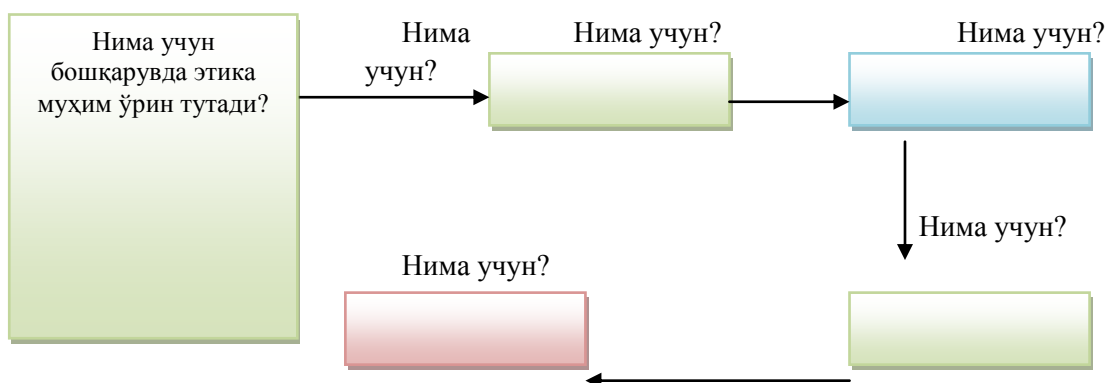 Нима учун
бошқарувда этика
муҳим ўрин тутади?
Нима
учун?
Нима учун?
Нима учун?
Нима учун?
Нима учун?